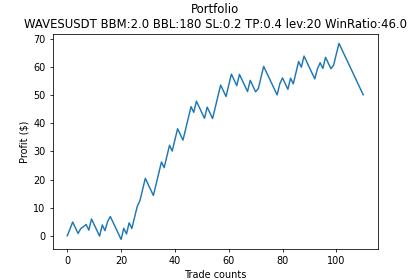 Portfolio
WAVESUSDT BBM:2.0 BBL:180 SL:0.2 TP:0.4 lev:20 WinRatio:46.0
70
60
50
40
30
20
10
0
Profit ($)
0 20 40 60 80 100
Trade counts